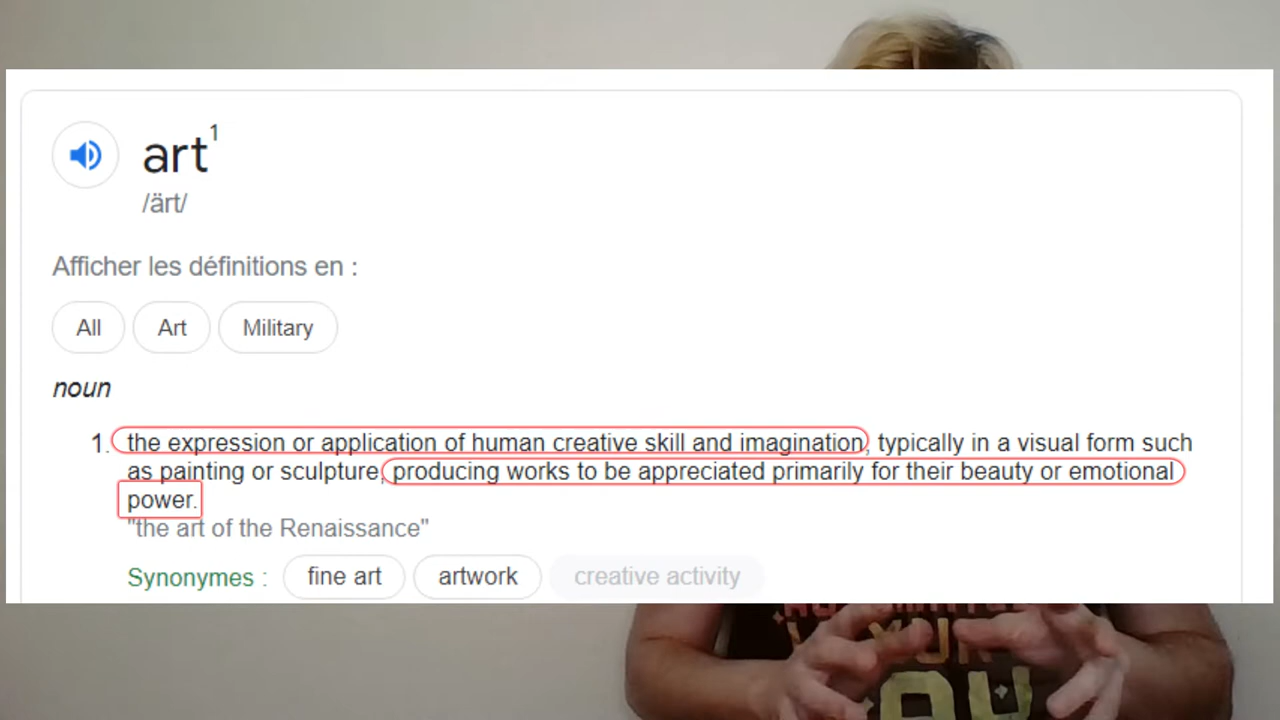 art¹
/ärt/
Afficher les définitions en :
All Art Military
noun
1. the expression or application of human creative skill and imagination, typically in a visual form such
as painting or sculpture, producing works to be appreciated primarily for their beauty or emotional
power.
"the art of the Renaissance"
Synonymes : fine art artwork creative activity
YUR